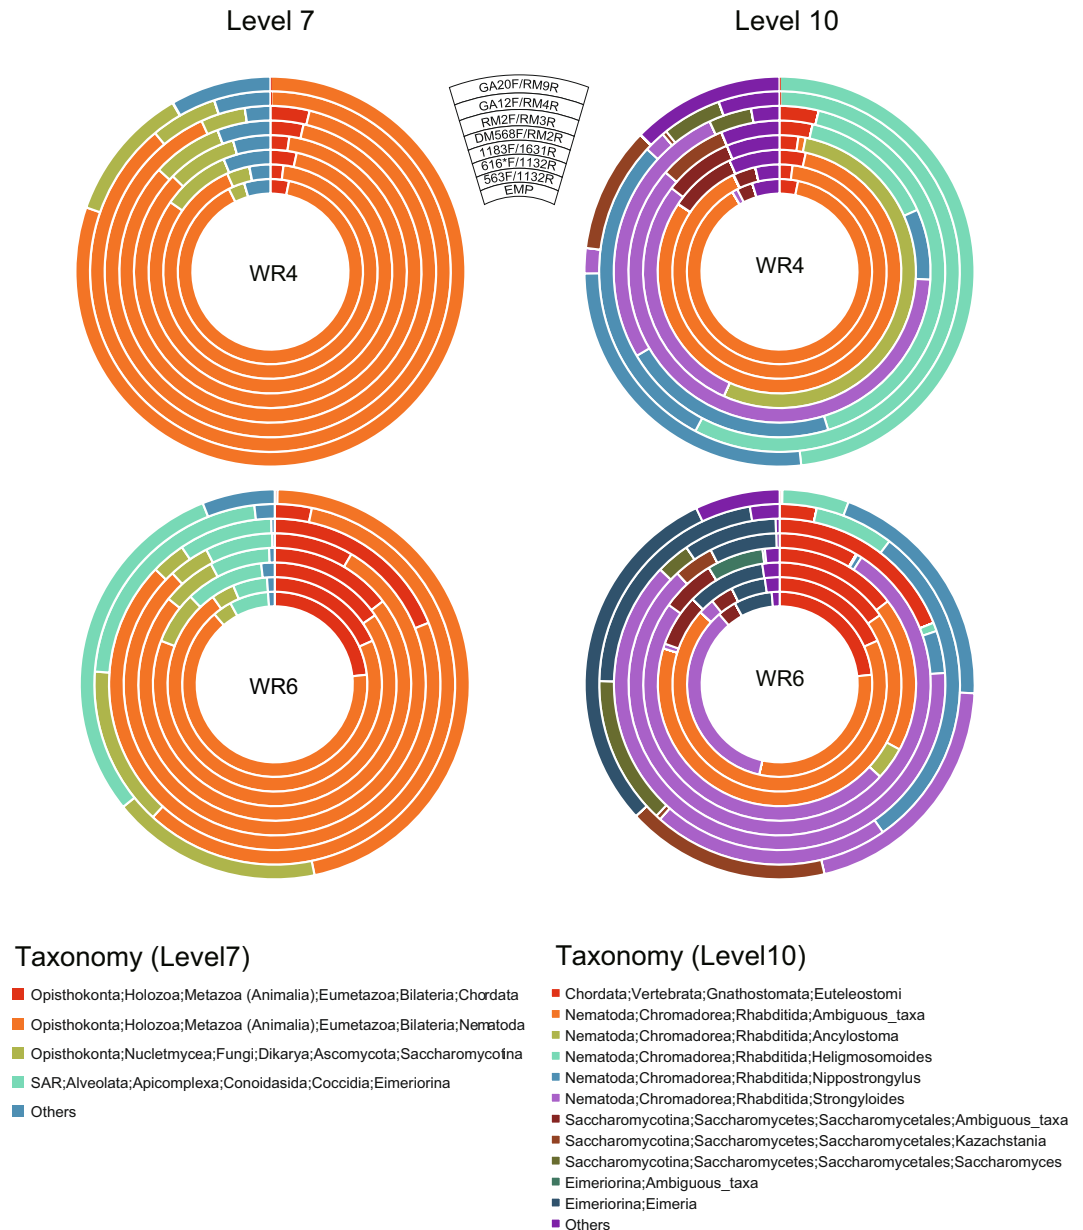 Level 7
Level 10
GA20F/RM9R
GA12F/RM4R
RM2F/RM3R
DM568F/RM2R
1183F/1631R
616*F/1132R
563F/1132R
EMP
WR4
WR4
WR6
WR6
Taxonomy (Level7)
Opisthokonta;Holozoa;Metazoa (Animalia);Eumetazoa;Bilateria;Chordata
Opisthokonta;Holozoa;Metazoa (Animalia);Eumetazoa;Bilateria;Nematoda
Opisthokonta;Nucletmycea;Fungi;Dikarya;Ascomycota;Saccharomycotina
SAR;Alveolata;Apicomplexa;Conoidasida;Coccidia;Eimeriorina
Others
Taxonomy (Level10)
Chordata;Vertebrata;Gnathostomata;Euteleostomi
Nematoda;Chromadorea;Rhabditida;Ambiguous_taxa
Nematoda;Chromadorea;Rhabditida;Ancylostoma
Nematoda;Chromadorea;Rhabditida;Heligmosomoides
Nematoda;Chromadorea;Rhabditida;Nippostrongylus
Nematoda;Chromadorea;Rhabditida;Strongyloides
Saccharomycotina;Saccharomycetes;Saccharomycetales;Ambiguous_taxa
Saccharomycotina;Saccharomycetes;Saccharomycetales;Kazachstania
Saccharomycotina;Saccharomycetes;Saccharomycetales;Saccharomyces
Eimeriorina;Ambiguous_taxa
Eimeriorina;Eimeria
Others